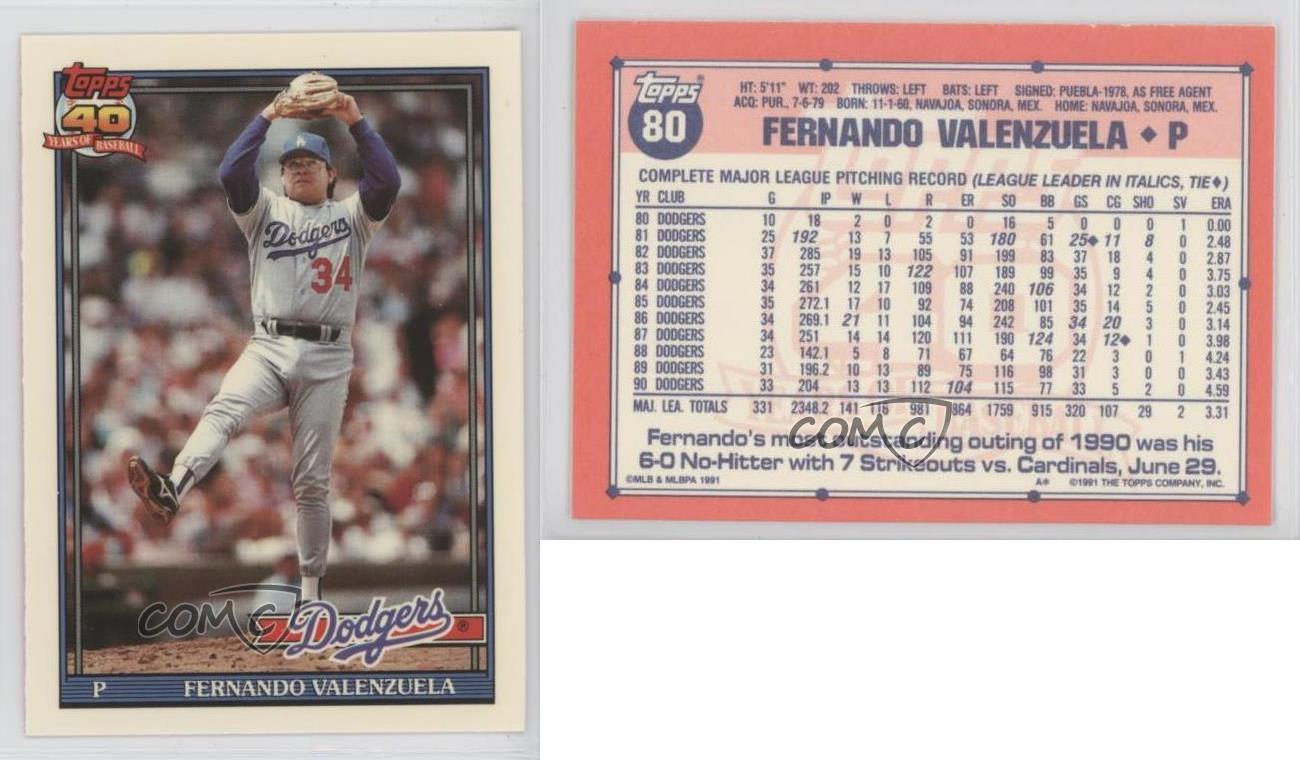 Topps
40
YEARS OF BASEBALL
Dodgers
34
COMC
Dodgers®
P FERNANDO VALENZUELA
Topps®
80
HT: 5'11" WT: 202 THROWS: LEFT BATS: LEFT SIGNED: PUEBLA-1978, AS FREE AGENT
ACQ: PUR., 7-6-79 BORN: 11-1-60, NAVAJOA, SONORA, MEX. HOME: NAVAJOA, SONORA, MEX.
FERNANDO VALENZUELA ♦ P
COMPLETE MAJOR LEAGUE PITCHING RECORD (LEAGUE LEADER IN ITALICS, TIE♦)
YR CLUB G IP W L R ER SO BB GS CG SHO SV ERA
80 DODGERS 10 18 2 0 2 0 16 5 0 0 0 1 0.00
81 DODGERS 25 192 13 7 55 53 180 61 25♦ 11 8 0 2.48
82 DODGERS 37 285 19 13 105 91 199 83 37 18 4 0 2.87
83 DODGERS 35 257 15 10 122 107 189 99 35 9 4 0 3.75
84 DODGERS 34 261 12 17 109 88 240 106 34 12 2 0 3.03
85 DODGERS 35 272.1 17 10 92 74 208 101 35 14 5 0 2.45
86 DODGERS 34 269.1 21 11 104 94 242 85 34 20 3 0 3.14
87 DODGERS 34 251 14 14 120 111 190 124 34 12♦ 1 0 3.98
88 DODGERS 23 142.1 5 8 71 67 64 76 22 3 0 1 4.24
89 DODGERS 31 196.2 10 13 89 75 116 98 31 3 0 0 3.43
90 DODGERS 33 204 13 13 112 104 115 77 33 5 2 0 4.59
MAJ. LEA. TOTALS 331 2348.2 141 116 981 864 1759 915 320 107 29 2 3.31
COMC
Fernando's most outstanding outing of 1990 was his
6-0 No-Hitter with 7 Strikeouts vs. Cardinals, June 29.
©MLB & MLBPA 1991 A* ©1991 THE TOPPS COMPANY, INC.